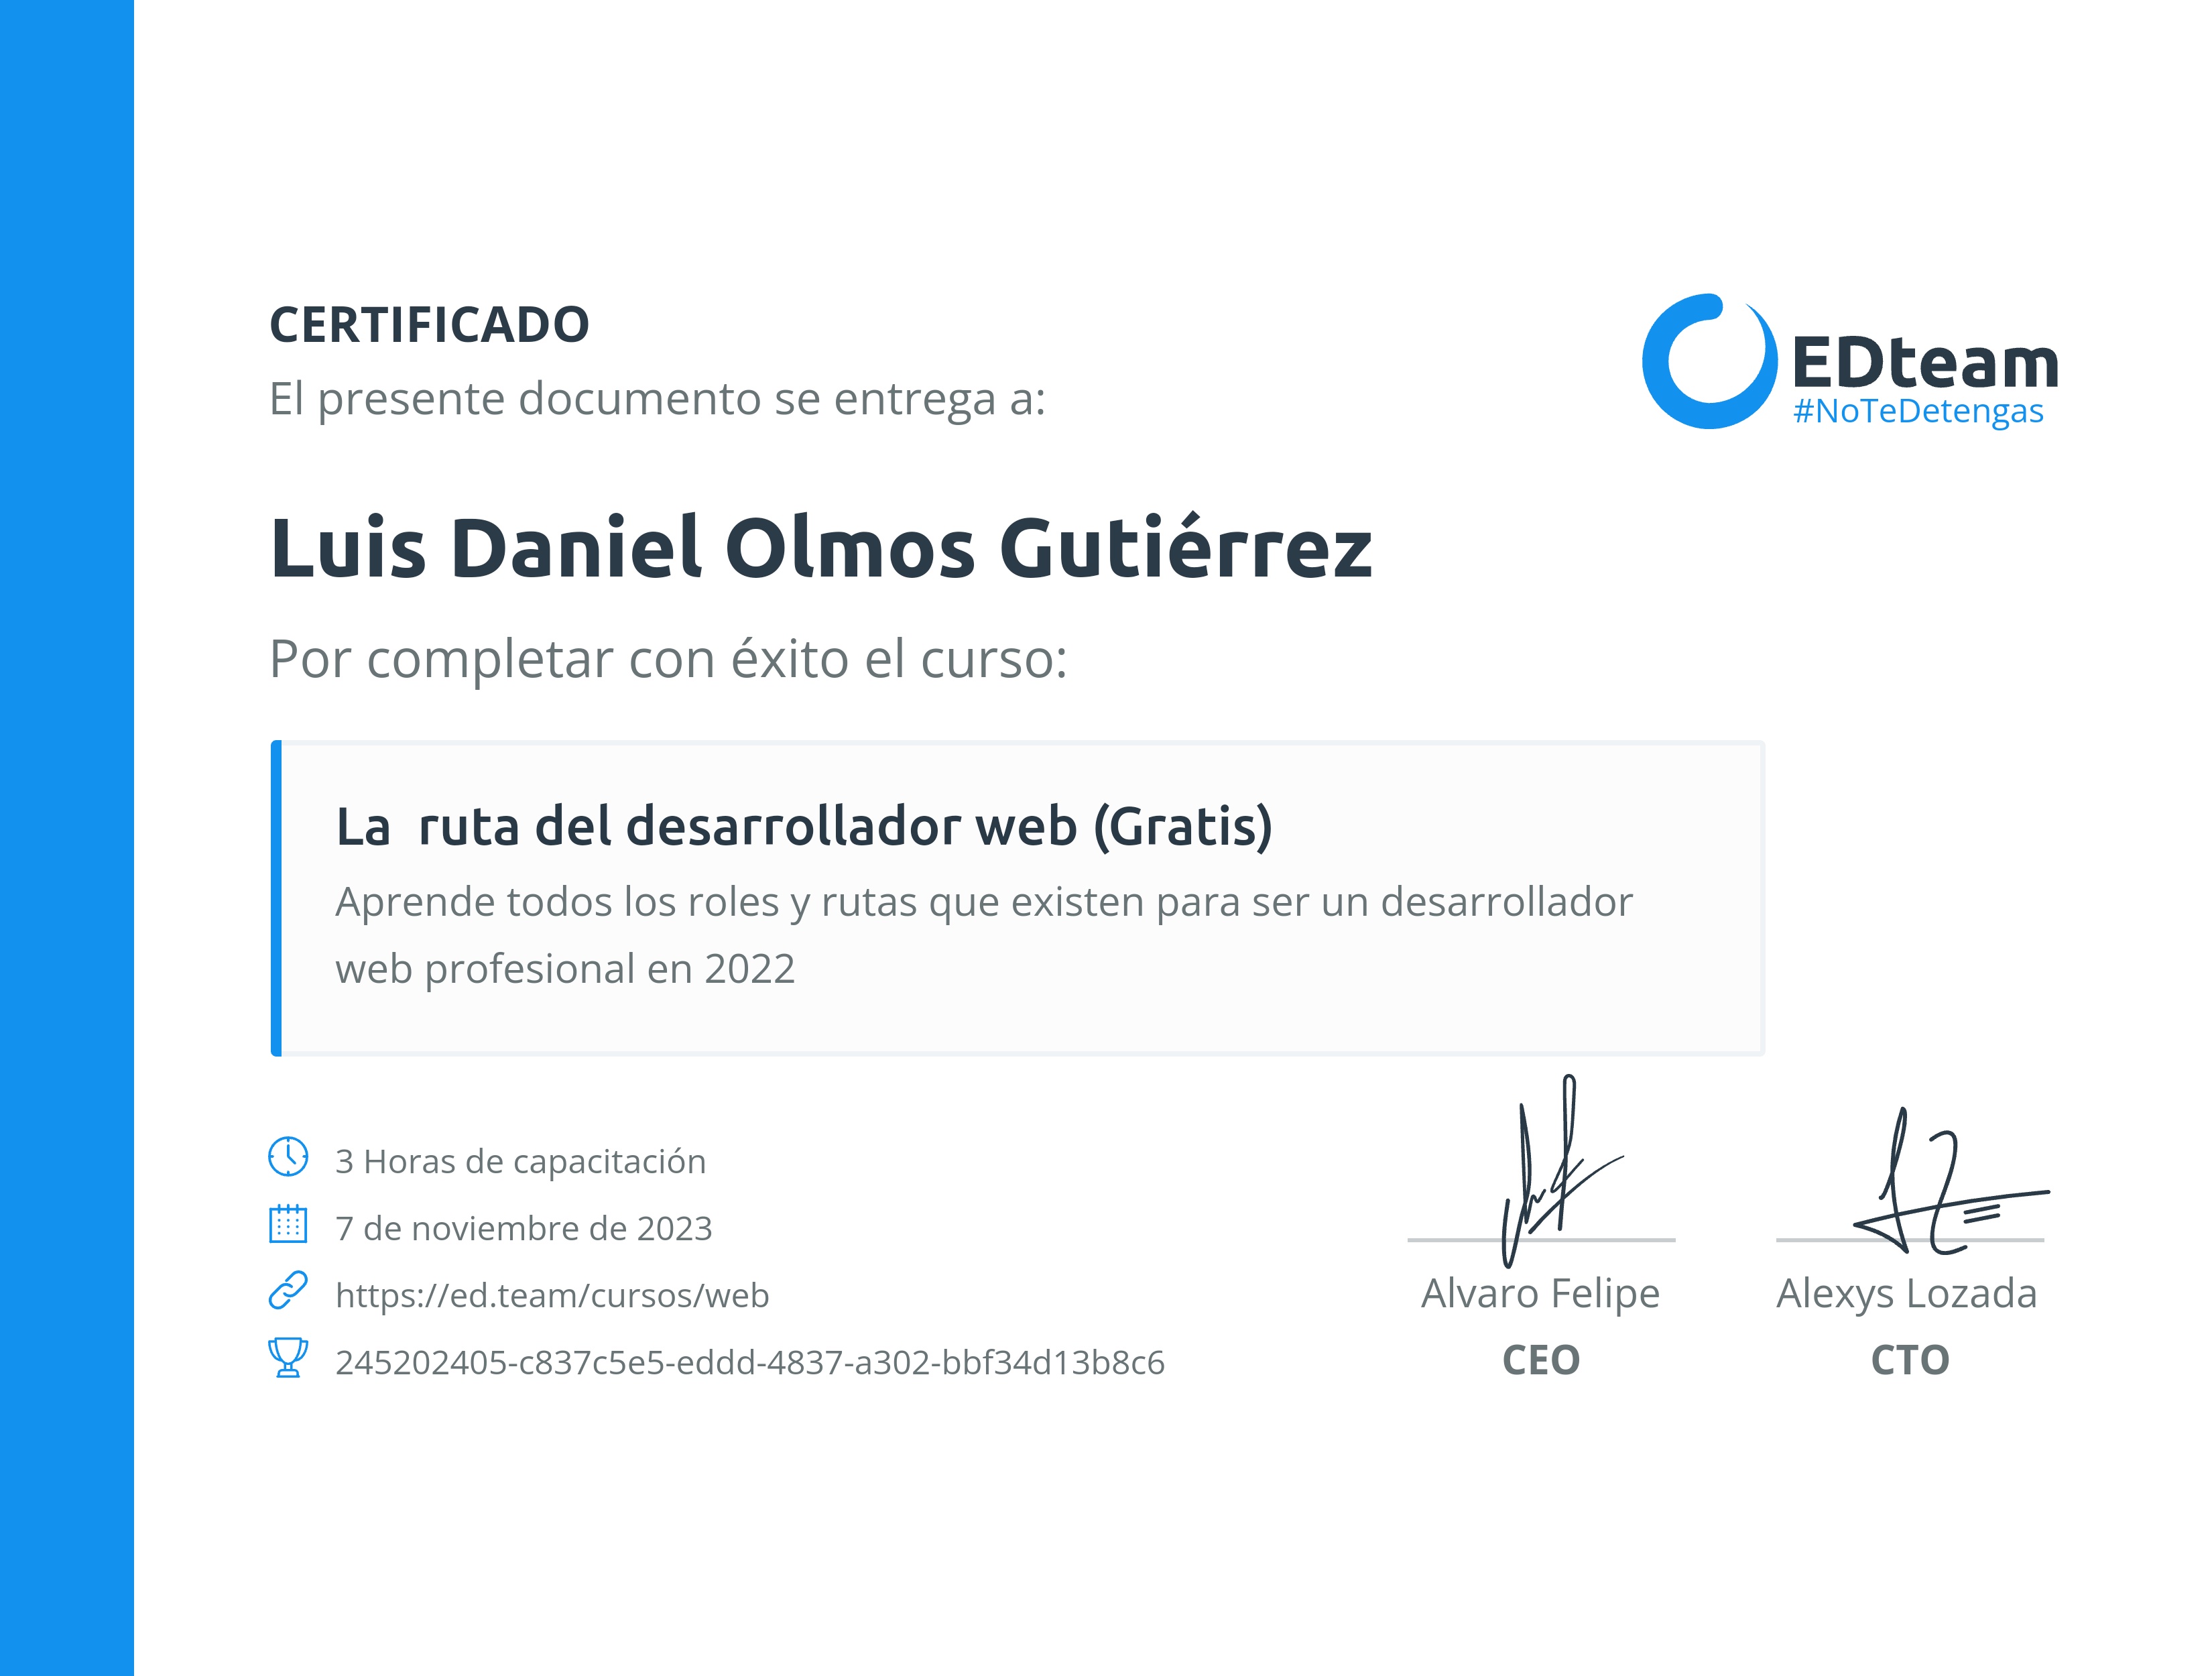 CERTIFICADO
El presente documento se entrega a:
EDteam
#NoTeDetengas
Luis Daniel Olmos Gutiérrez
Por completar con éxito el curso:
La ruta del desarrollador web (Gratis)
Aprende todos los roles y rutas que existen para ser un desarrollador
web profesional en 2022
3 Horas de capacitación
7 de noviembre de 2023
https://ed.team/cursos/web
245202405-c837c5e5-eddd-4837-a302-bbf34d13b8c6
Alvaro Felipe
CEO
Alexys Lozada
CTO